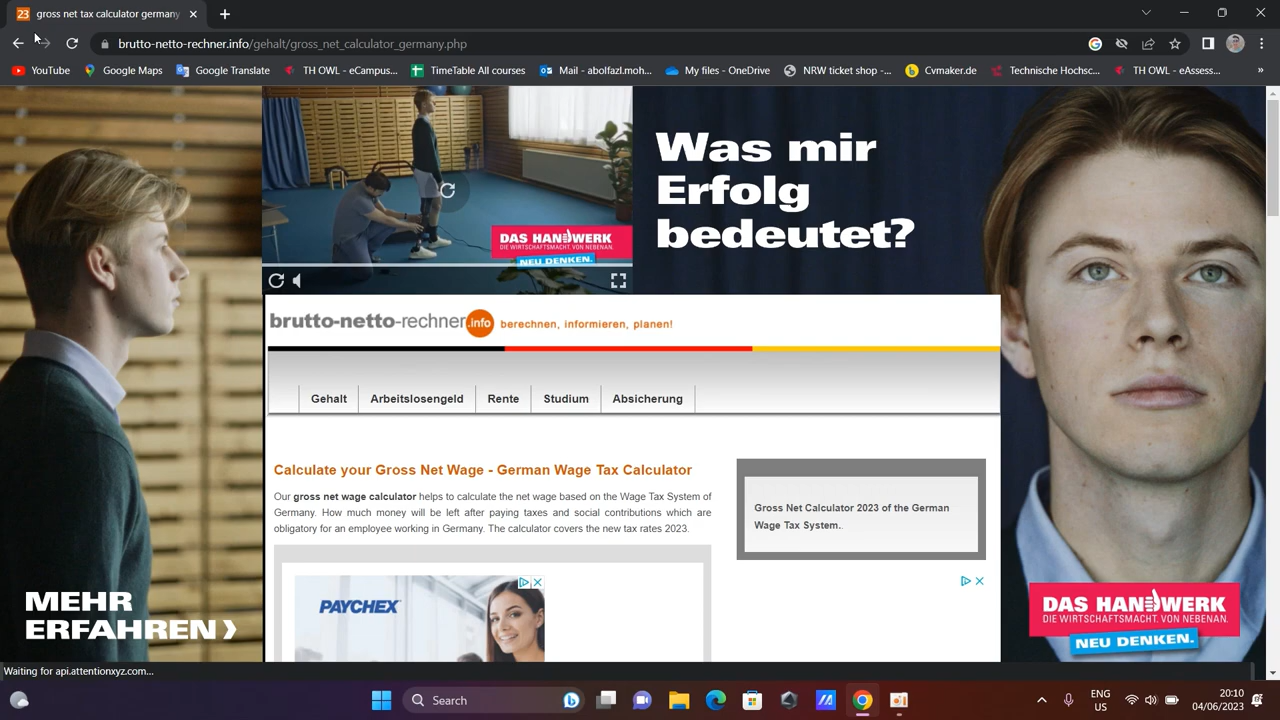 23 gross net tax calculator germany
brutto-netto-rechner.info/gehalt/gross_net_calculator_germany.php
YouTube Google Maps Google Translate TH OWL - eCampus... TimeTable All courses Mail - abolfazl.moh... My files - OneDrive NRW ticket shop -... Cvmaker.de Technische Hochsc... TH OWL - eAssess... »
Was mir
Erfolg
bedeutet?
DAS HANDWERK
DIE WIRTSCHAFTSMACHT. VON NEBENAN.
NEU DENKEN.
brutto-netto-rechner.info berechnen, informieren, planen!
Gehalt Arbeitslosengeld Rente Studium Absicherung
Calculate your Gross Net Wage - German Wage Tax Calculator
Our gross net wage calculator helps to calculate the net wage based on the Wage Tax System of
Germany. How much money will be left after paying taxes and social contributions which are
obligatory for an employee working in Germany. The calculator covers the new tax rates 2023.
Gross Net Calculator 2023 of the German
Wage Tax System..
PAYCHEX
MEHR
ERFAHREN ❯
DAS HANDWERK
DIE WIRTSCHAFTSMACHT. VON NEBENAN.
NEU DENKEN.
Waiting for api.attentionxyz.com...
Search
ENG
US
20:10
04/06/2023